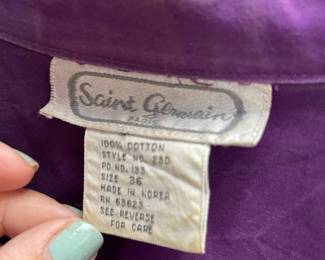 Saint Germain
PARIS
100% COTTON
STYLE NO. 230
PO. NO. 133
SIZE 36
MADE IN KOREA
RN 63623
SEE REVERSE
FOR CARE